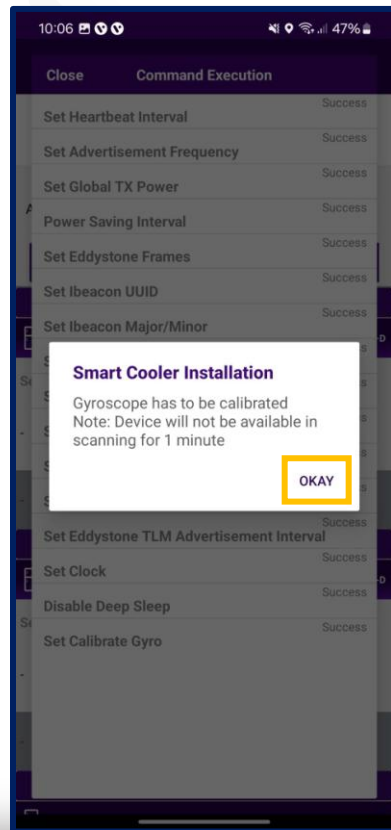 10:06 47%
Close Command Execution
Success
Set Heartbeat Interval
Success
Set Advertisement Frequency
Success
Set Global TX Power
Success
Power Saving Interval
Success
Set Eddystone Frames
Success
Set Ibeacon UUID
Success
Set Ibeacon Major/Minor
Smart Cooler Installation
Gyroscope has to be calibrated
Note: Device will not be available in
scanning for 1 minute
OKAY
Success
Set Eddystone TLM Advertisement Interval
Success
Set Clock
Success
Disable Deep Sleep
Success
Set Calibrate Gyro